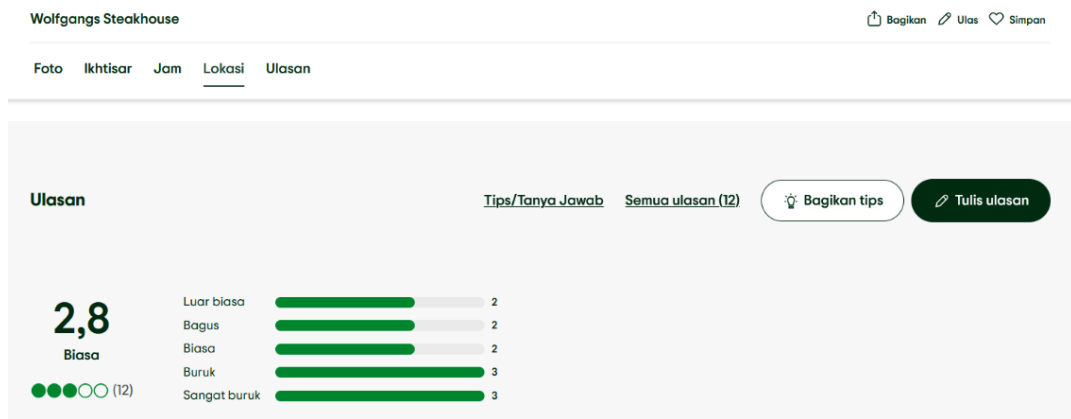 Wolfgangs Steakhouse
Bagikan Ulas Simpan
Foto Ikhtisar Jam Lokasi Ulasan
Ulasan
Tips/Tanya Jawab Semua ulasan (12) Bagikan tips Tulis ulasan
2,8
Biasa
(12)
Luar biasa 2
Bagus 2
Biasa 2
Buruk 3
Sangat buruk 3